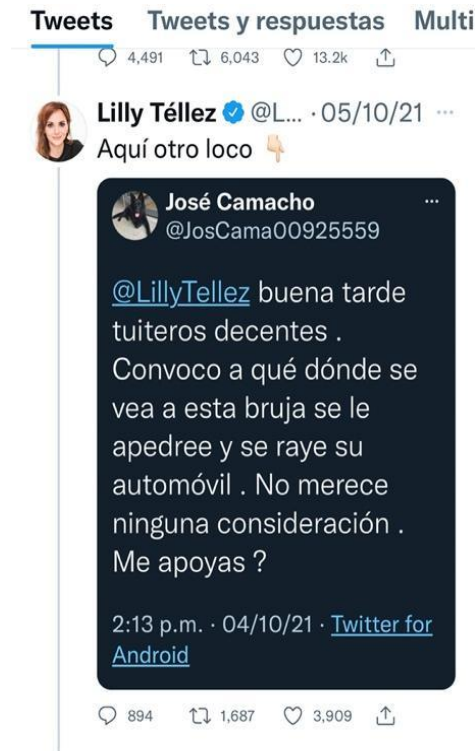 Tweets Tweets y respuestas Multi
4,491 6,043 13.2k
Lilly Téllez @L... · 05/10/21 ...
Aquí otro loco 👇🏻
José Camacho ...
@JosCama00925559
@LillyTellez buena tarde
tuiteros decentes .
Convoco a qué dónde se
vea a esta bruja se le
apedree y se raye su
automóvil . No merece
ninguna consideración .
Me apoyas ?
2:13 p.m. · 04/10/21 · Twitter for
Android
894 1,687 3,909